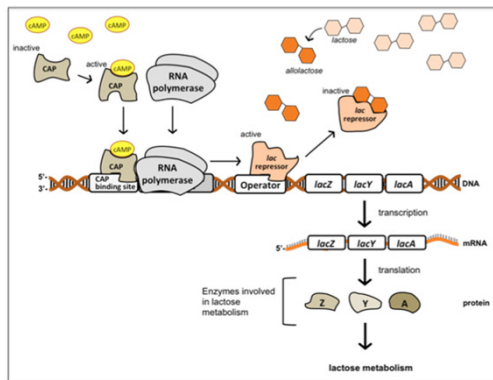 cAMP
cAMP
cAMP
inactive
CAP
active
cAMP
CAP
RNA
polymerase
lactose
allolactose
inactive
lac
repressor
active
lac
repressor
cAMP
CAP
CAP
binding site
RNA
polymerase
5'-
3'-
Operator
lacZ
lacY
lacA
DNA
transcription
5'-
lacZ
lacY
lacA
mRNA
translation
Enzymes involved
in lactose
metabolism
Z
Y
A
protein
lactose metabolism